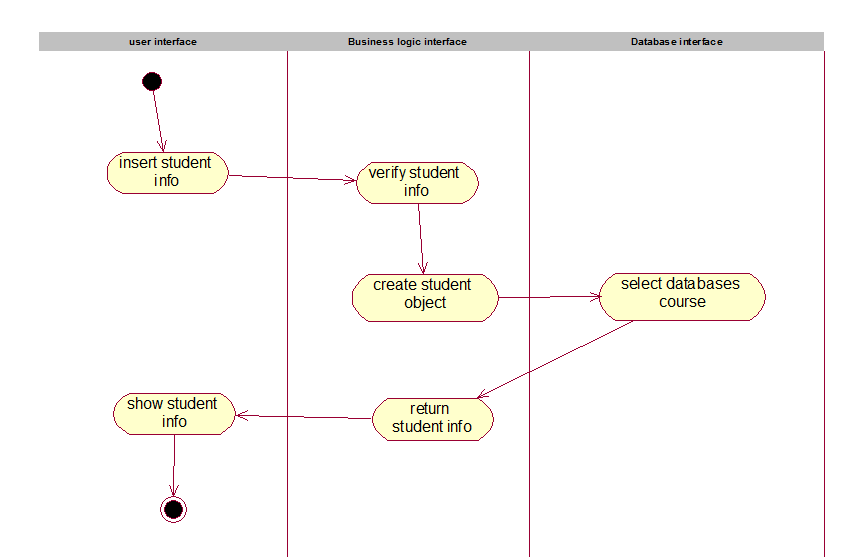 user interface
Business logic interface
Database interface
insert student
info
verify student
info
create student
object
select databases
course
show student
info
return
student info